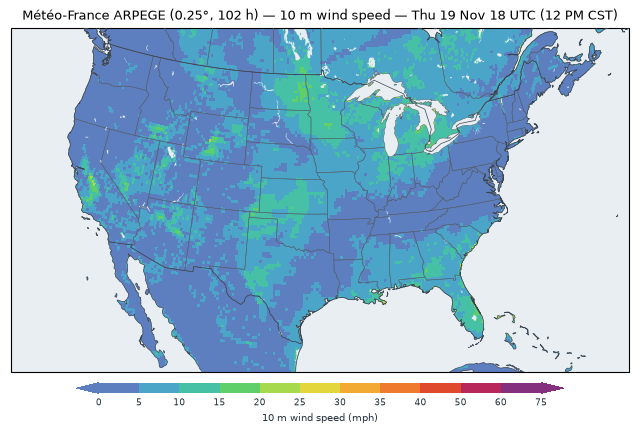 Météo-France ARPEGE (0.25°, 102 h) — 10 m wind speed — Thu 19 Nov 18 UTC (12 PM CST)
0 5 10 15 20 25 30 35 40 50 60 75
10 m wind speed (mph)